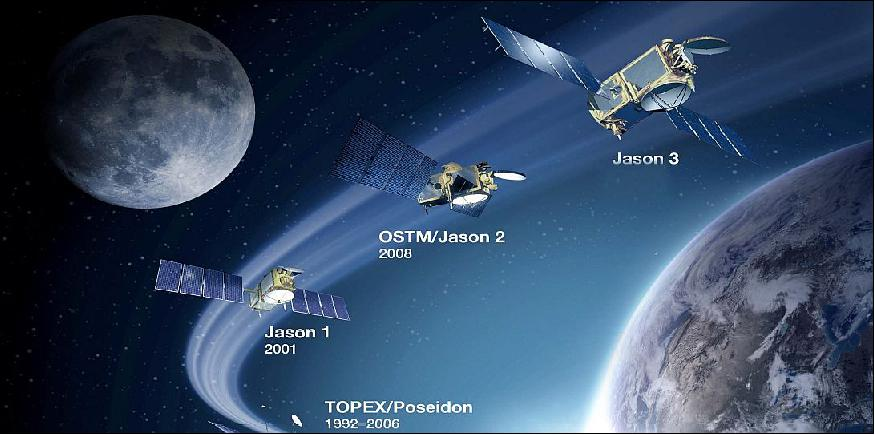 Jason 3
OSTM/Jason 2
2008
Jason 1
2001
TOPEX/Poseidon
1992–2006